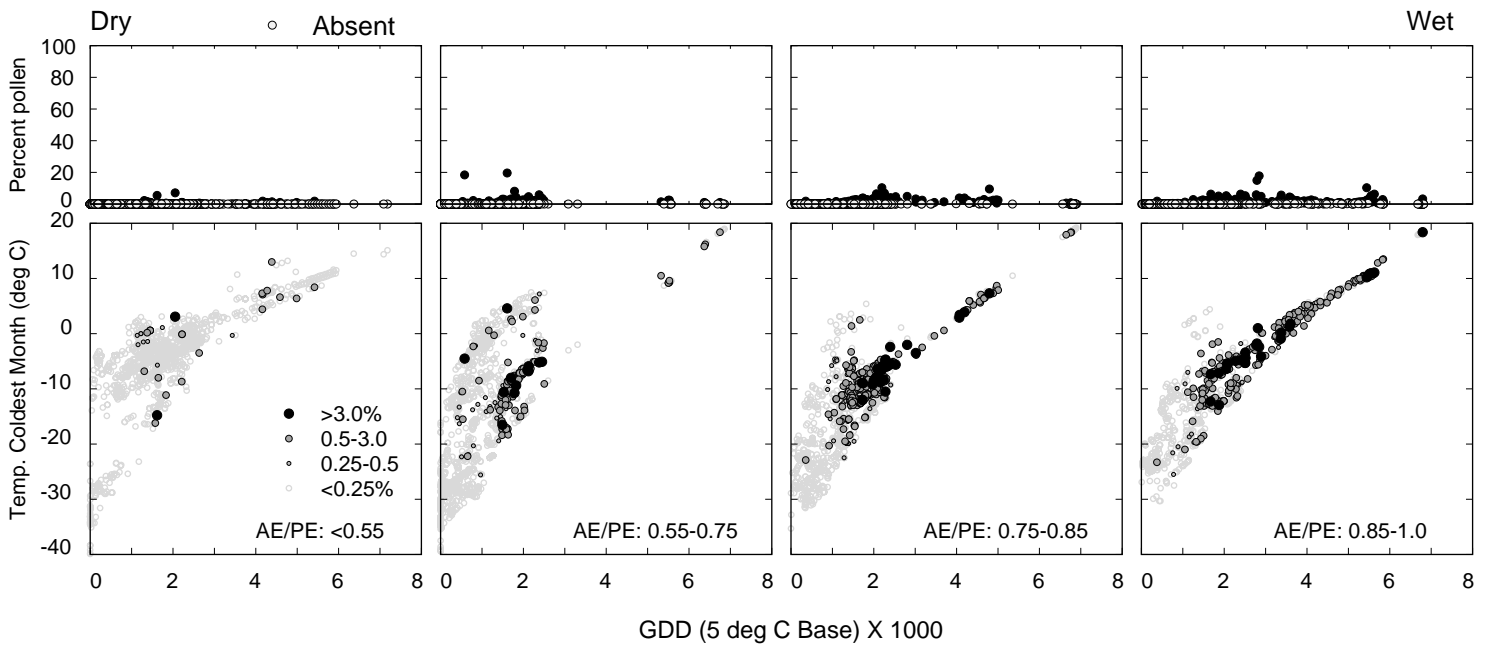 Dry ○ Absent Wet
Percent pollen
100
80
60
40
20
0
Temp. Coldest Month (deg C)
20
10
0
-10
-20
-30
-40
>3.0%
0.5-3.0
0.25-0.5
<0.25%
AE/PE: <0.55 AE/PE: 0.55-0.75 AE/PE: 0.75-0.85 AE/PE: 0.85-1.0
0 2 4 6 8 0 2 4 6 8 0 2 4 6 8 0 2 4 6 8
GDD (5 deg C Base) X 1000